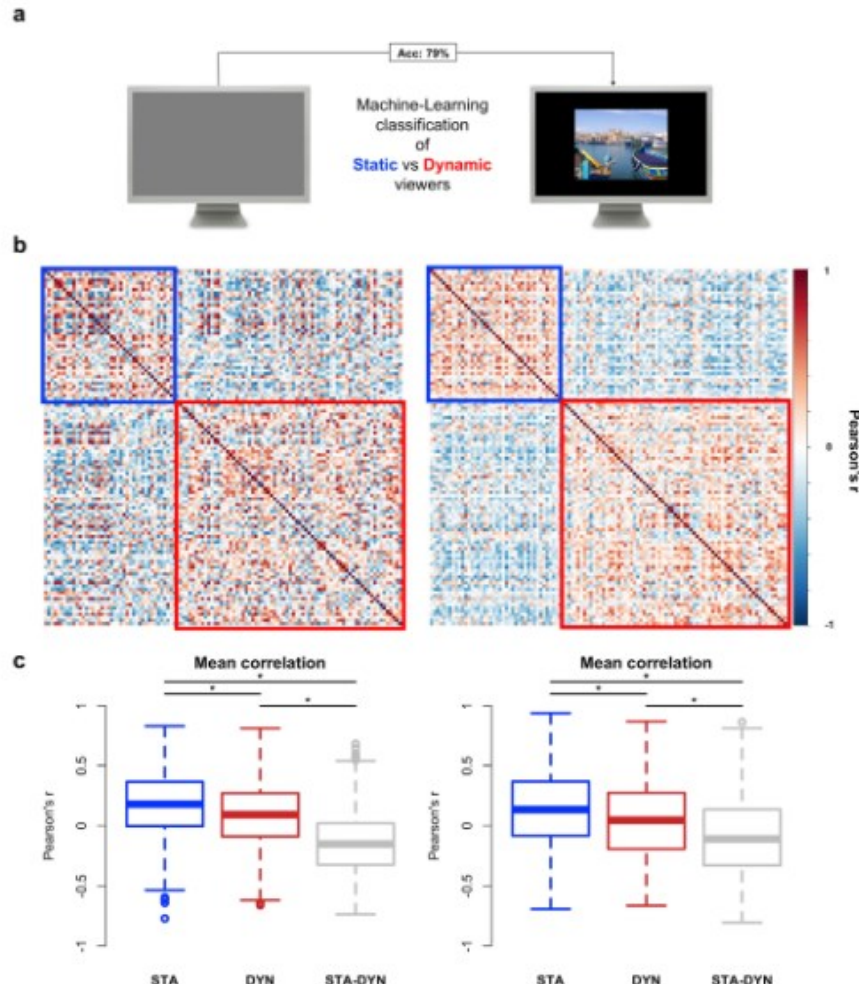 a
Acc: 79%
Machine-Learning
classification
of
Static vs Dynamic
viewers
b
1
0
-1
Pearson's r
c
Mean correlation
*
*
*
Pearson's r
1
0.5
0
-0.5
-1
STA
DYN
STA-DYN
Mean correlation
*
*
*
Pearson's r
1
0.5
0
-0.5
-1
STA
DYN
STA-DYN